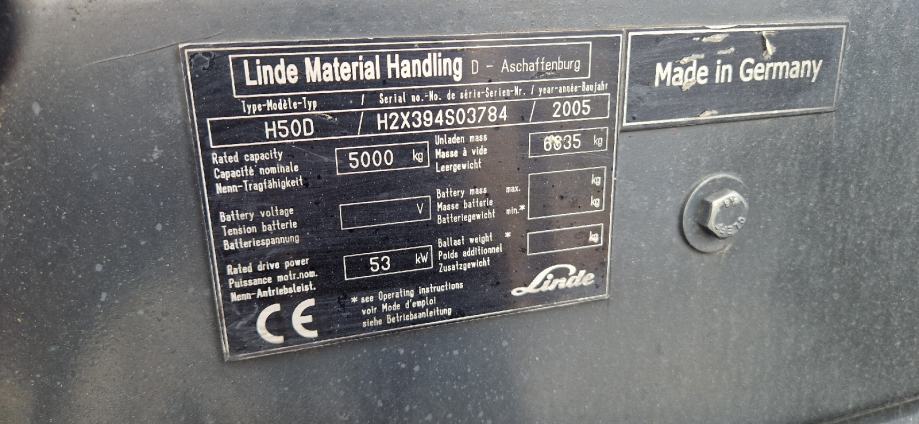 Linde Material Handling D - Aschaffenburg
Made in Germany
Type-Modèle-Typ / Serial no.-No. de série-Serien-Nr. / year-année-Baujahr
H50D / H2X394S03784 / 2005
Rated capacity
Capacité nominale
Nenn-Tragfähigkeit
5000 kg
Unladen mass
Masse à vide
Leergewicht
6835
Battery voltage
Tension batterie
Batteriespannung
V
Battery mass max. kg
Masse batterie kg
Batteriegewicht min.*
Rated drive power
Puissance motr.nom.
Nenn-Antriebsleist.
53 kW
Ballast weight * kg
Poids additionnel
Zusatzgewicht
CE
* see Operating instructions
voir Mode d'emploi
siehe Betriebsanleitung
Linde